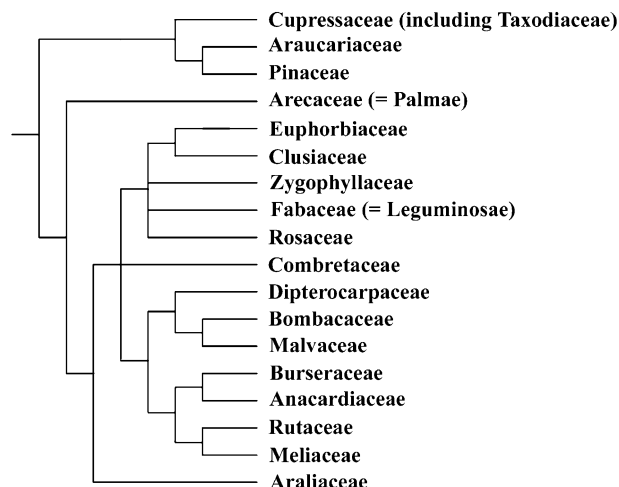 Cupressaceae (including Taxodiaceae)
Araucariaceae
Pinaceae
Arecaceae (= Palmae)
Euphorbiaceae
Clusiaceae
Zygophyllaceae
Fabaceae (= Leguminosae)
Rosaceae
Combretaceae
Dipterocarpaceae
Bombacaceae
Malvaceae
Burseraceae
Anacardiaceae
Rutaceae
Meliaceae
Araliaceae